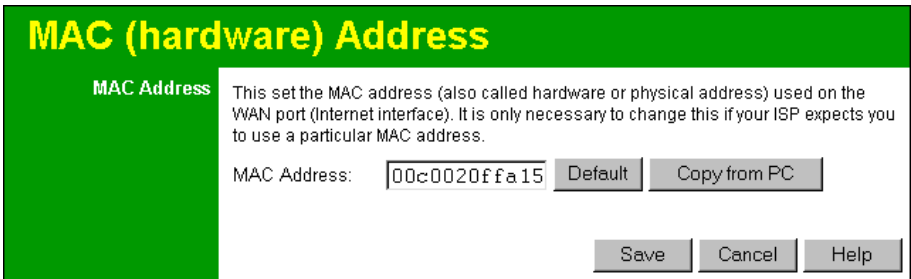 MAC (hardware) Address
MAC Address
This set the MAC address (also called hardware or physical address) used on the
WAN port (Internet interface). It is only necessary to change this if your ISP expects you
to use a particular MAC address.
MAC Address: 00c0020ffa15 Default Copy from PC
Save Cancel Help